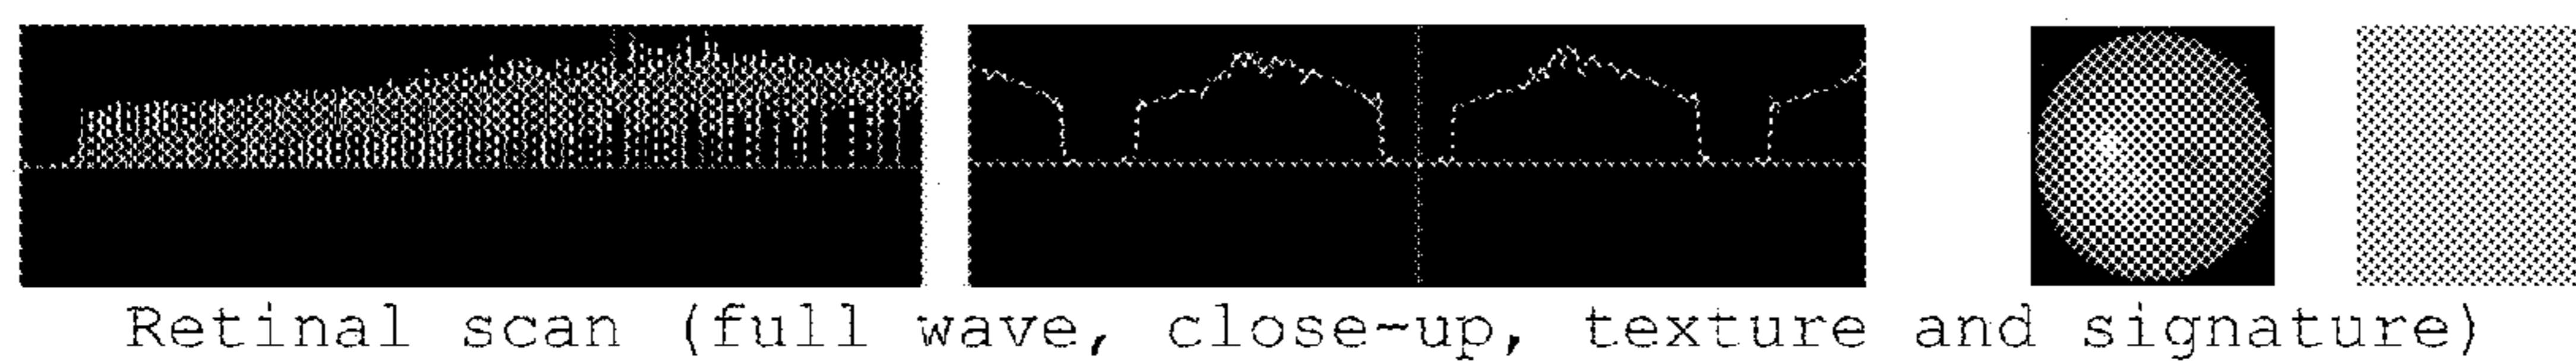 Retinal scan (full wave, close-up, texture and signature)